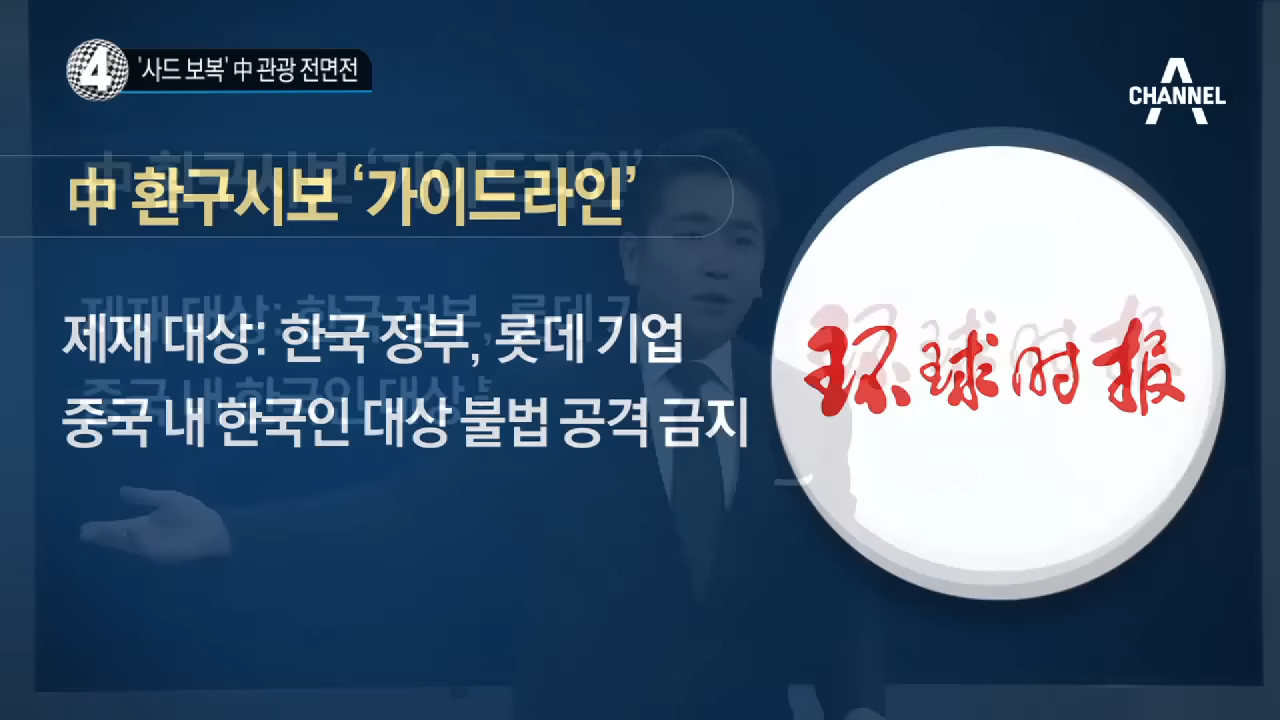 4 '사드 보복' 中 관광 전면전
CHANNEL A
中 환구시보 ‘가이드라인’
제재 대상: 한국 정부, 롯데 기업
중국 내 한국인 대상 불법 공격 금지
环球时报